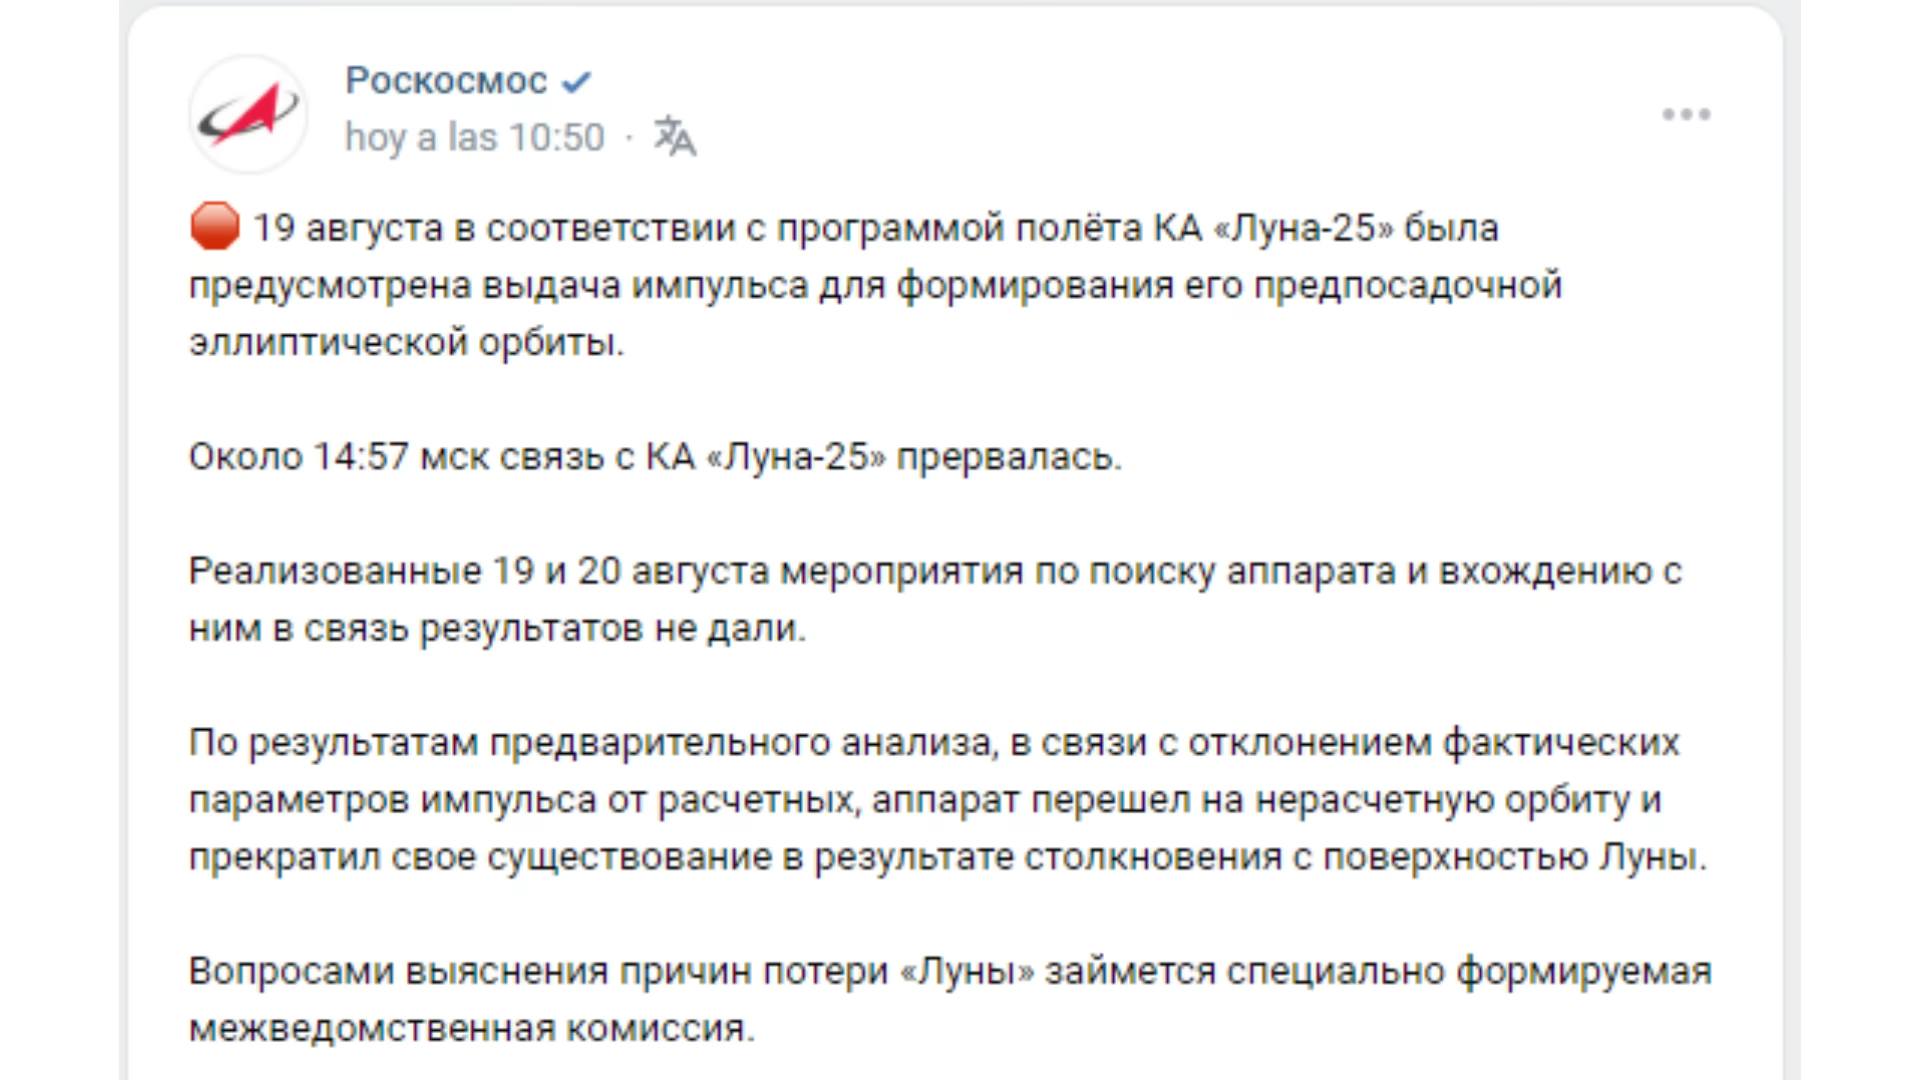 Роскосмос
hoy a las 10:50 ·
19 августа в соответствии с программой полёта КА «Луна-25» была
предусмотрена выдача импульса для формирования его предпосадочной
эллиптической орбиты.
Около 14:57 мск связь с КА «Луна-25» прервалась.
Реализованные 19 и 20 августа мероприятия по поиску аппарата и вхождению с
ним в связь результатов не дали.
По результатам предварительного анализа, в связи с отклонением фактических
параметров импульса от расчетных, аппарат перешел на нерасчетную орбиту и
прекратил свое существование в результате столкновения с поверхностью Луны.
Вопросами выяснения причин потери «Луны» займется специально формируемая
межведомственная комиссия.